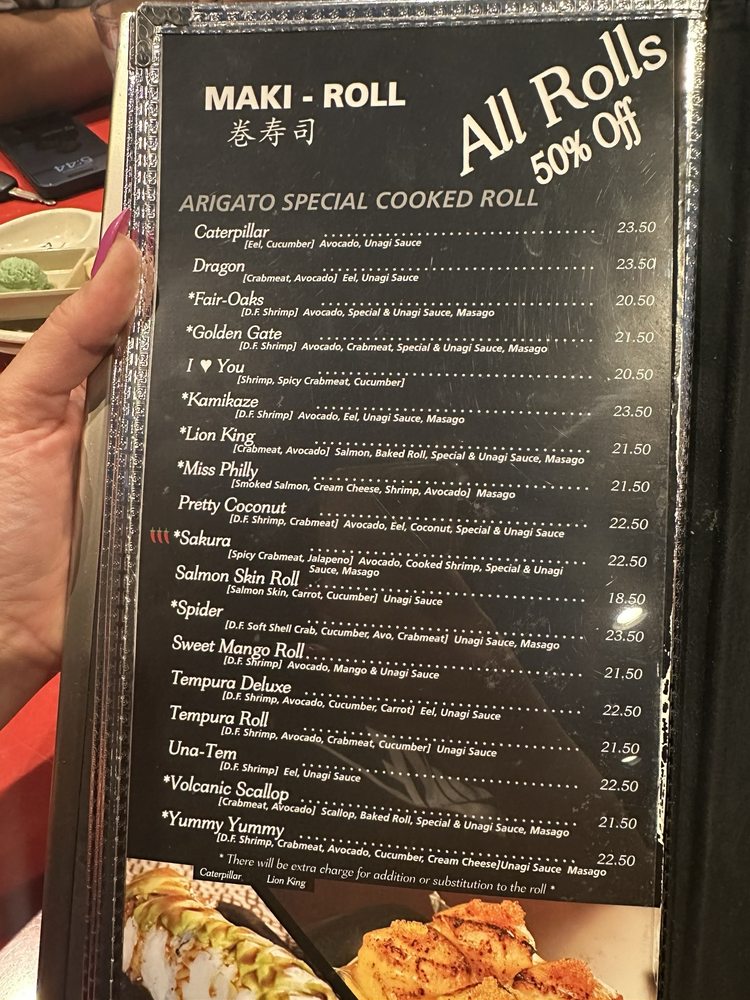 MAKI - ROLL
巻寿司
All Rolls
50% Off
ARIGATO SPECIAL COOKED ROLL
Caterpillar 23.50
[Eel, Cucumber] Avocado, Unagi Sauce
Dragon 23.50
[Crabmeat, Avocado] Eel, Unagi Sauce
*Fair-Oaks 20.50
[D.F. Shrimp] Avocado, Special & Unagi Sauce, Masago
*Golden Gate 21.50
[D.F. Shrimp] Avocado, Crabmeat, Special & Unagi Sauce, Masago
I ♥ You 20.50
[Shrimp, Spicy Crabmeat, Cucumber]
*Kamikaze 23.50
[D.F. Shrimp] Avocado, Eel, Unagi Sauce, Masago
*Lion King 21.50
[Crabmeat, Avocado] Salmon, Baked Roll, Special & Unagi Sauce, Masago
*Miss Philly 21.50
[Smoked Salmon, Cream Cheese, Shrimp, Avocado] Masago
Pretty Coconut 22.50
[D.F. Shrimp, Crabmeat] Avocado, Eel, Coconut, Special & Unagi Sauce
*Sakura 22.50
[Spicy Crabmeat, Jalapeno] Avocado, Cooked Shrimp, Special & Unagi
Sauce, Masago
Salmon Skin Roll 18.50
[Salmon Skin, Carrot, Cucumber] Unagi Sauce
*Spider 23.50
[D.F. Soft Shell Crab, Cucumber, Avo, Crabmeat] Unagi Sauce, Masago
Sweet Mango Roll 21.50
[D.F. Shrimp] Avocado, Mango & Unagi Sauce
Tempura Deluxe 22.50
[D.F. Shrimp, Avocado, Cucumber, Carrot] Eel, Unagi Sauce
Tempura Roll 21.50
[D.F. Shrimp, Avocado, Crabmeat, Cucumber] Unagi Sauce
Una-Tem 22.50
[D.F. Shrimp] Eel, Unagi Sauce
*Volcanic Scallop 21.50
[Crabmeat, Avocado] Scallop, Baked Roll, Special & Unagi Sauce, Masago
*Yummy Yummy 22.50
[D.F. Shrimp, Crabmeat, Avocado, Cucumber, Cream Cheese]Unagi Sauce Masago
* There will be extra charge for addition or substitution to the roll *
Caterpillar Lion King